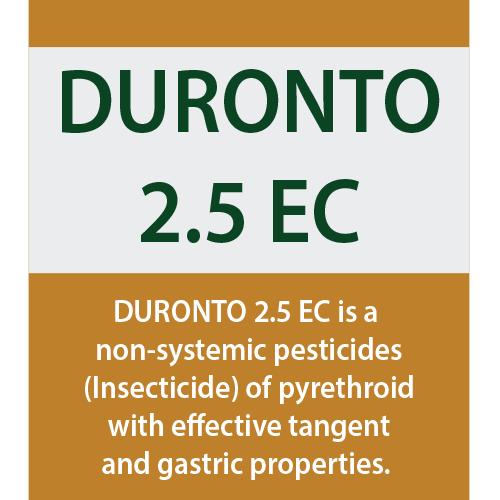 DURONTO
2.5 EC
DURONTO 2.5 EC is a
non-systemic pesticides
(Insecticide) of pyrethroid
with effective tangent
and gastric properties.